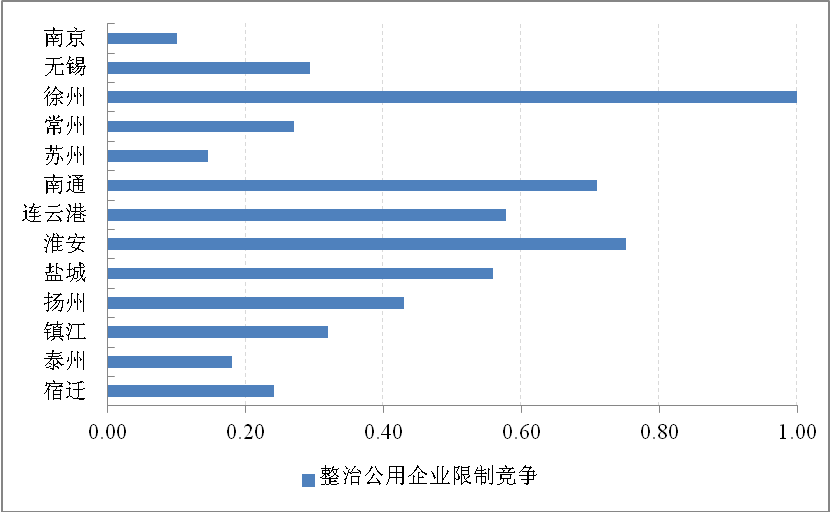 南京
无锡
徐州
常州
苏州
南通
连云港
淮安
盐城
扬州
镇江
泰州
宿迁
0.00 0.20 0.40 0.60 0.80 1.00
整治公用企业限制竞争